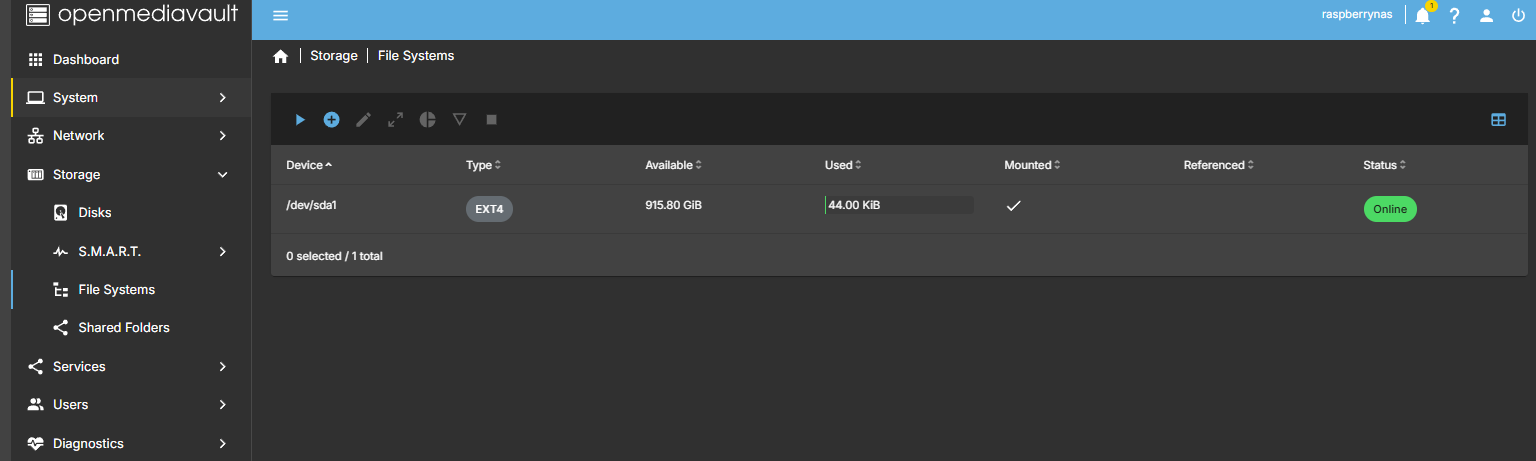 openmediavault
raspberrynas
1
?
Dashboard
System
Network
Storage
Disks
S.M.A.R.T.
File Systems
Shared Folders
Services
Users
Diagnostics
Storage | File Systems
Device Type Available Used Mounted Referenced Status
/dev/sda1 EXT4 915.80 GiB 44.00 KiB Online
0 selected / 1 total